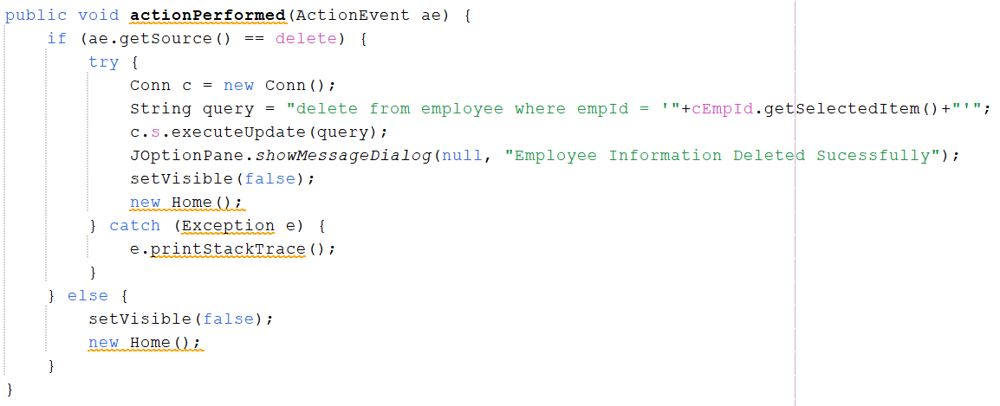 public void actionPerformed(ActionEvent ae) {
    if (ae.getSource() == delete) {
        try {
            Conn c = new Conn();
            String query = "delete from employee where empId = '"+cEmpId.getSelectedItem()+"'";
            c.s.executeUpdate(query);
            JOptionPane.showMessageDialog(null, "Employee Information Deleted Sucessfully");
            setVisible(false);
            new Home();
        } catch (Exception e) {
            e.printStackTrace();
        }
    } else {
        setVisible(false);
        new Home();
    }
}